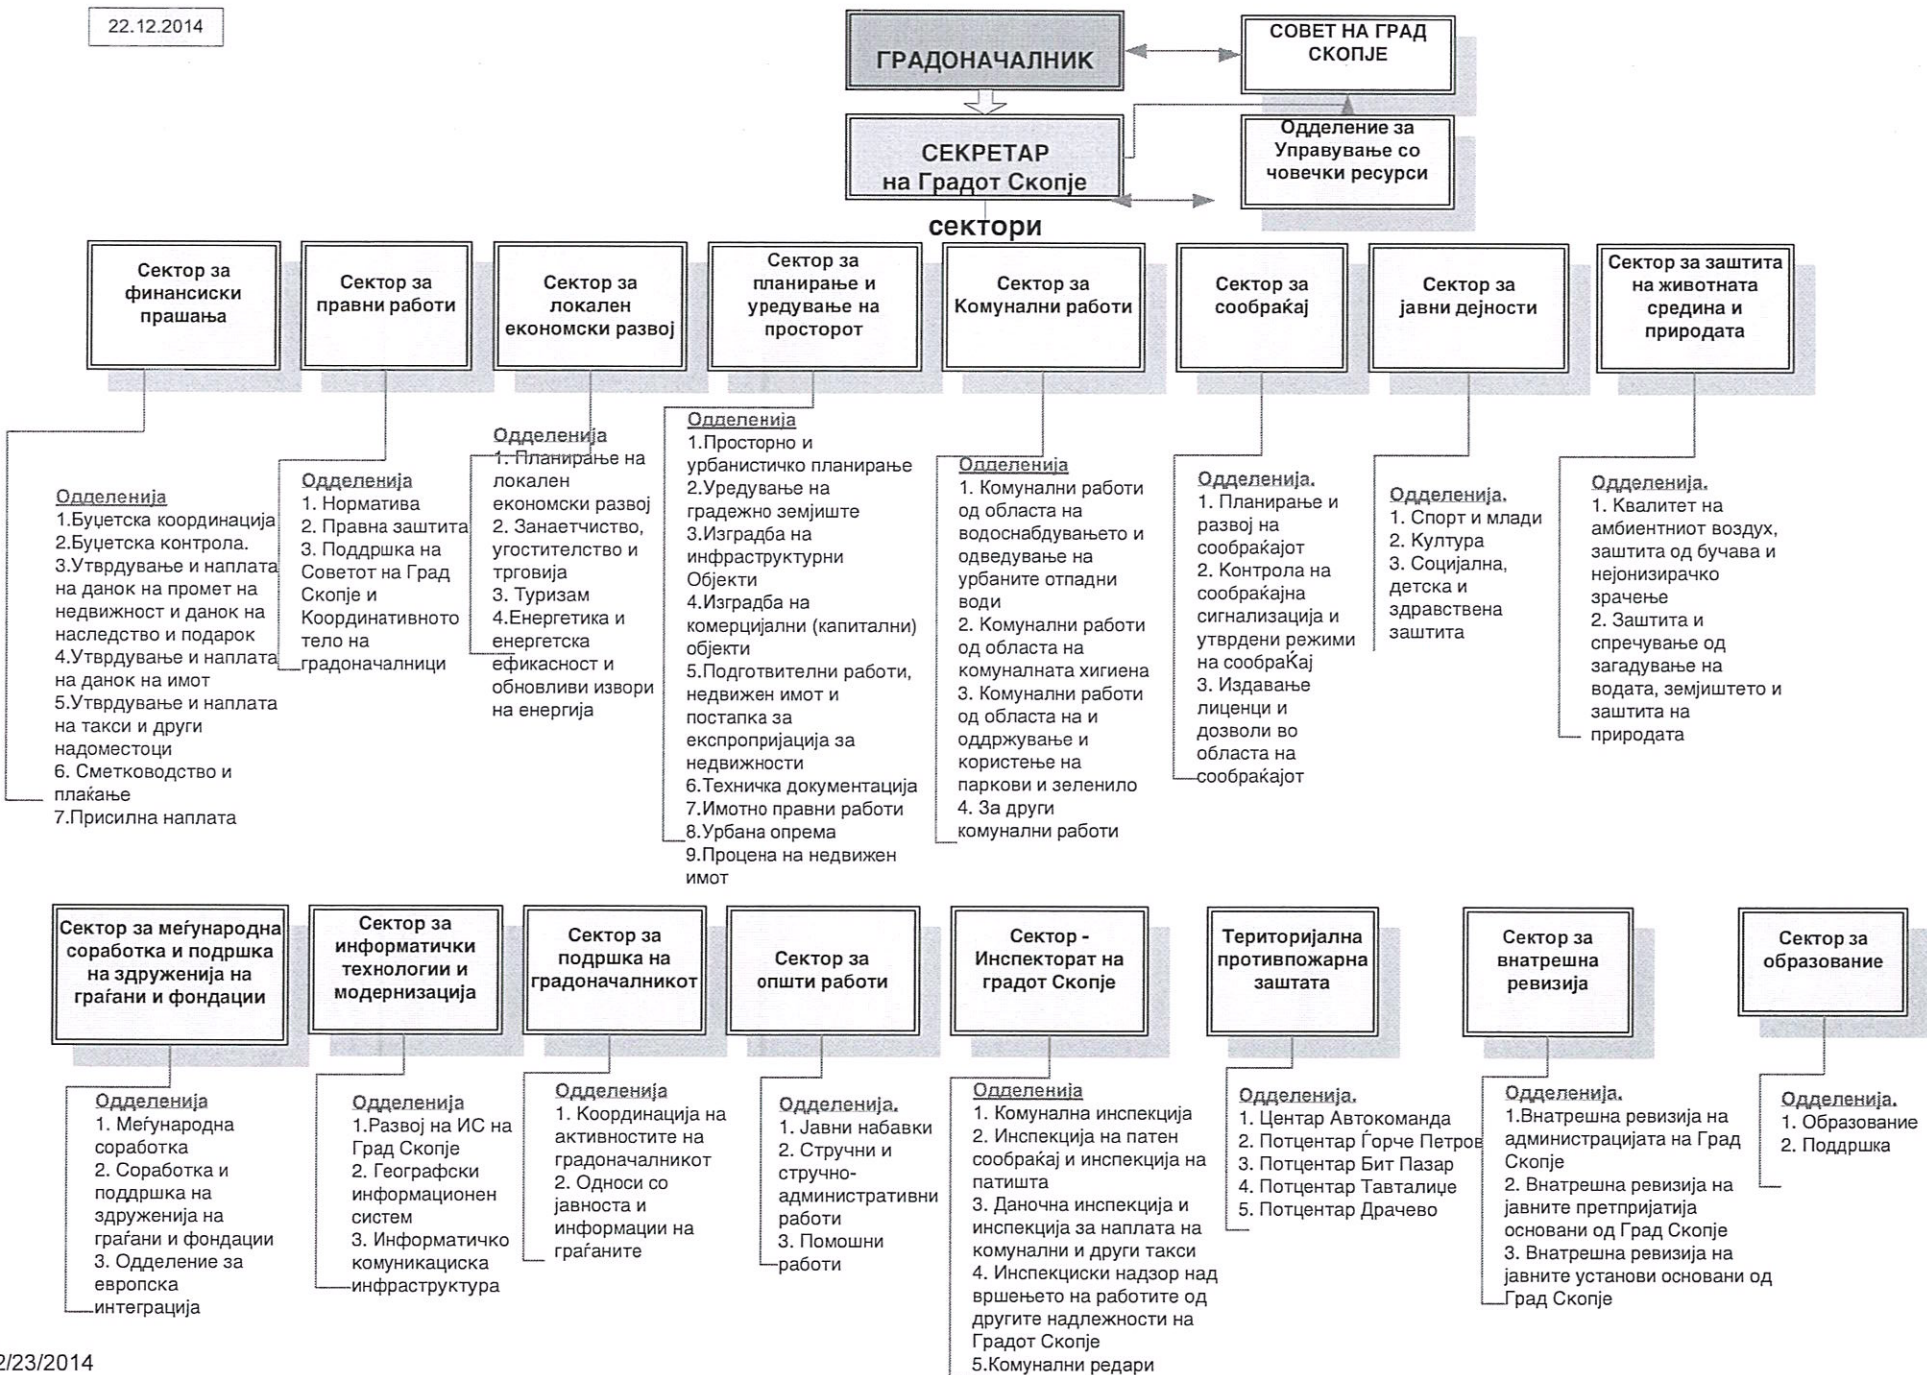 22.12.2014
ГРАДОНАЧАЛНИК
СОВЕТ НА ГРАД
СКОПЈЕ
СЕКРЕТАР
на Градот Скопје
Одделение за
Управување со
човечки ресурси
сектори
Сектор за
финансиски
прашања
Сектор за
правни работи
Сектор за
локален
економски развој
Сектор за
планирање и
уредување на
просторот
Сектор за
Комунални работи
Сектор за
сообраќај
Сектор за
јавни дејности
Сектор за заштита
на животната
средина и
природата
Одделенија
1.Буџетска координација
2.Буџетска контрола.
3.Утврдување и наплата
на данок на промет на
недвижност и данок на
наследство и подарок
4.Утврдување и наплата
на данок на имот
5.Утврдување и наплата
на такси и други
надоместоци
6. Сметководство и
плаќање
7.Присилна наплата
Одделенија
1. Норматива
2. Правна заштита
3. Поддршка на
Советот на Град
Скопје и
Координативното
тело на
градоначалници
Одделенија
1. Планирање на
локален
економски развој
2. Занаетчиство,
угостителство и
трговија
3. Туризам
4.Енергетика и
енергетска
ефикасност и
обновливи извори
на енергија
Одделенија
1.Просторно и
урбанистичко планирање
2.Уредување на
градежно земјиште
3.Изградба на
инфраструктурни
Објекти
4.Изградба на
комерцијални (капитални)
објекти
5.Подготвителни работи,
недвижен имот и
постапка за
експропријација за
недвижности
6.Техничка документација
7.Имотно правни работи
8.Урбана опрема
9.Процена на недвижен
имот
Одделенија
1. Комунални работи
од областа на
водоснабдувањето и
одведување на
урбаните отпадни
води
2. Комунални работи
од областа на
комуналната хигиена
3. Комунални работи
од областа на и
оддржување и
користење на
паркови и зеленило
4. За други
комунални работи
Одделенија.
1. Планирање и
развој на
сообраќајот
2. Контрола на
сообраќајна
сигнализација и
утврдени режими
на сообраЌај
3. Издавање
лиценци и
дозволи во
областа на
сообраќајот
Одделенија.
1. Спорт и млади
2. Култура
3. Социјална,
детска и
здравствена
заштита
Одделенија.
1. Квалитет на
амбиентниот воздух,
заштита од бучава и
нејонизирачко
зрачење
2. Заштита и
спречување од
загадување на
водата, земјиштето и
заштита на
природата
Сектор за меѓународна
соработка и подршка
на здруженија на
граѓани и фондации
Сектор за
информатички
технологии и
модернизација
Сектор за
подршка на
градоначалникот
Сектор за
општи работи
Сектор -
Инспекторат на
градот Скопје
Територијална
противпожарна
заштата
Сектор за
внатрешна
ревизија
Сектор за
образование
Одделенија
1. Меѓународна
соработка
2. Соработка и
поддршка на
здруженија на
граѓани и фондации
3. Одделение за
европска
интеграција
Одделенија
1.Развој на ИС на
Град Скопје
2. Географски
информационен
систем
3. Информатичко
комуникациска
инфраструктура
Одделенија
1. Координација на
активностите на
градоначалникот
2. Односи со
јавноста и
информации на
граѓаните
Одделенија.
1. Јавни набавки
2. Стручни и
стручно-
административни
работи
3. Помошни
работи
Одделенија
1. Комунална инспекција
2. Инспекција на патен
сообраќај и инспекција на
патишта
3. Даночна инспекција и
инспекција за наплата на
комунални и други такси
4. Инспекциски надзор над
вршењето на работите од
другите надлежности на
Градот Скопје
5.Комунални редари
Одделенија.
1. Центар Автокоманда
2. Потцентар Ѓорче Петров
3. Потцентар Бит Пазар
4. Потцентар Тавталиџе
5. Потцентар Драчево
Одделенија.
1.Внатрешна ревизија на
администрацијата на Град
Скопје
2. Внатрешна ревизија на
јавните претпријатија
основани од Град Скопје
3. Внатрешна ревизија на
јавните установи основани од
Град Скопје
Одделенија.
1. Образование
2. Поддршка
2/23/2014